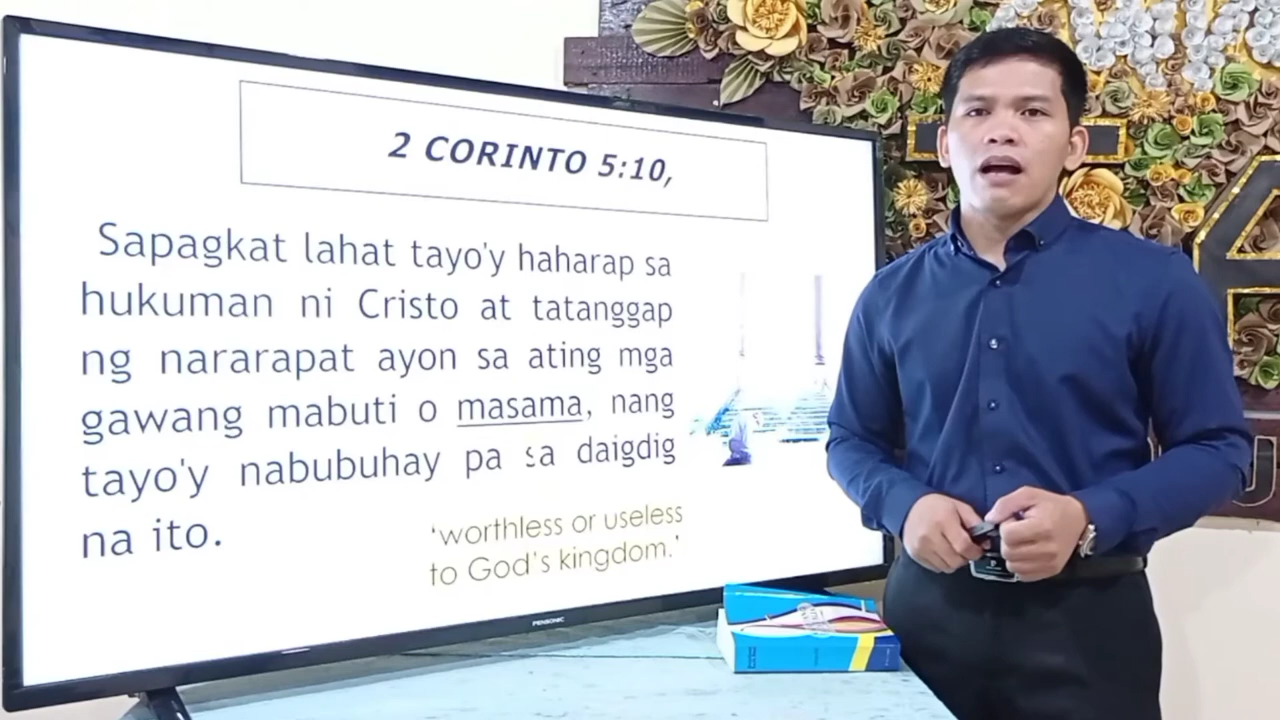 2 CORINTO 5:10,
Sapagkat lahat tayo'y haharap sa
hukuman ni Cristo at tatanggap
ng nararapat ayon sa ating mga
gawang mabuti o masama, nang
tayo'y nabubuhay pa sa daigdig
na ito.
'worthless or useless
to God's kingdom.'
PENSONIC